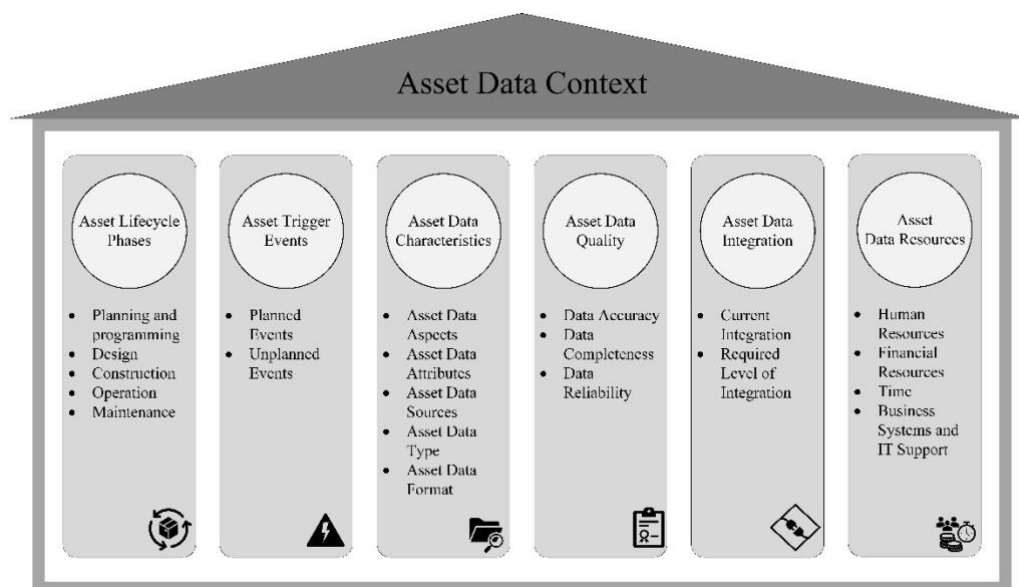 Asset Data Context
Asset Lifecycle
Phases
• Planning and
programming
• Design
• Construction
• Operation
• Maintenance
Asset Trigger
Events
• Planned
Events
• Unplanned
Events
Asset Data
Characteristics
• Asset Data
Aspects
• Asset Data
Attributes
• Asset Data
Sources
• Asset Data
Type
• Asset Data
Format
Asset Data
Quality
• Data Accuracy
• Data
Completeness
• Data
Reliability
Asset Data
Integration
• Current
Integration
• Required
Level of
Integration
Asset
Data Resources
• Human
Resources
• Financial
Resources
• Time
• Business
Systems and
IT Support